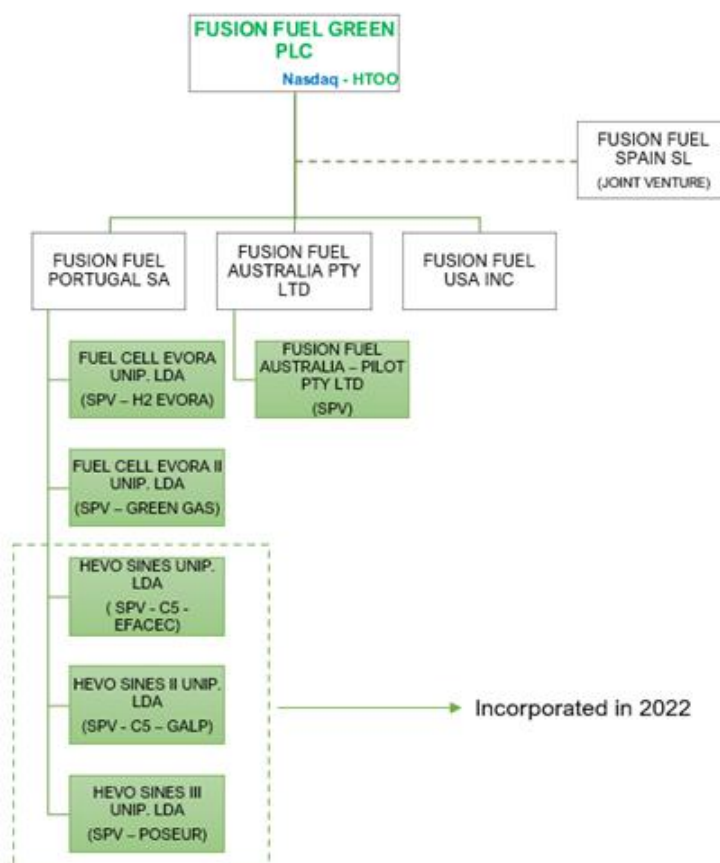 FUSION FUEL GREEN
PLC
Nasdaq - HTOO
FUSION FUEL
SPAIN SL
(JOINT VENTURE)
FUSION FUEL
PORTUGAL SA
FUSION FUEL
AUSTRALIA PTY
LTD
FUSION FUEL
USA INC
FUEL CELL EVORA
UNIP. LDA
(SPV – H2 EVORA)
FUSION FUEL
AUSTRALIA – PILOT
PTY LTD
(SPV)
FUEL CELL EVORA II
UNIP. LDA
(SPV – GREEN GAS)
HEVO SINES UNIP.
LDA
( SPV - C5 -
EFACEC)
HEVO SINES II UNIP.
LDA
(SPV - C5 – GALP)
Incorporated in 2022
HEVO SINES III
UNIP. LDA
(SPV – POSEUR)